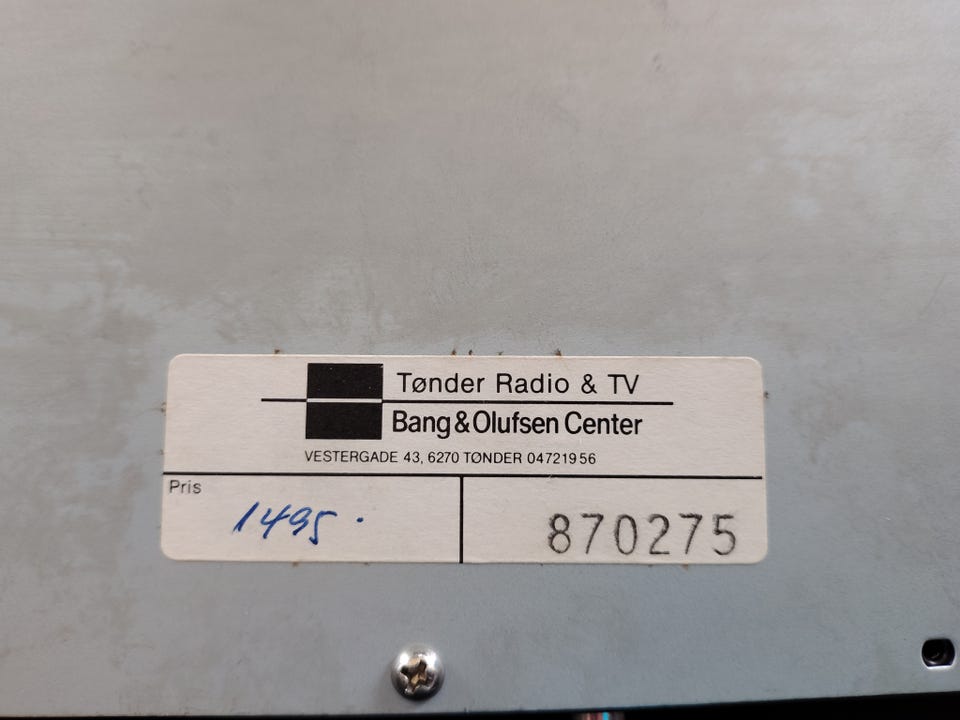 Tønder Radio & TV
Bang & Olufsen Center
VESTERGADE 43, 6270 TØNDER 04721956
Pris
1495.
870275